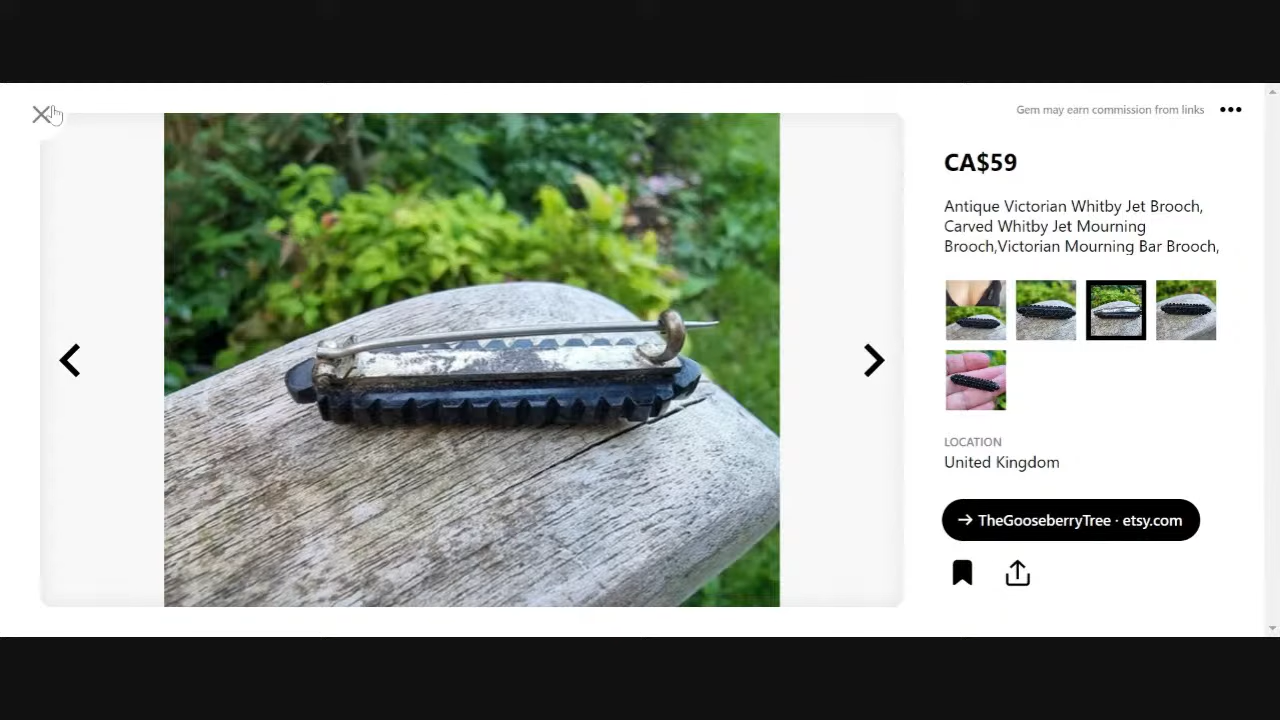 Gem may earn commission from links
CA$59
Antique Victorian Whitby Jet Brooch,
Carved Whitby Jet Mourning
Brooch,Victorian Mourning Bar Brooch,
LOCATION
United Kingdom
TheGooseberryTree · etsy.com